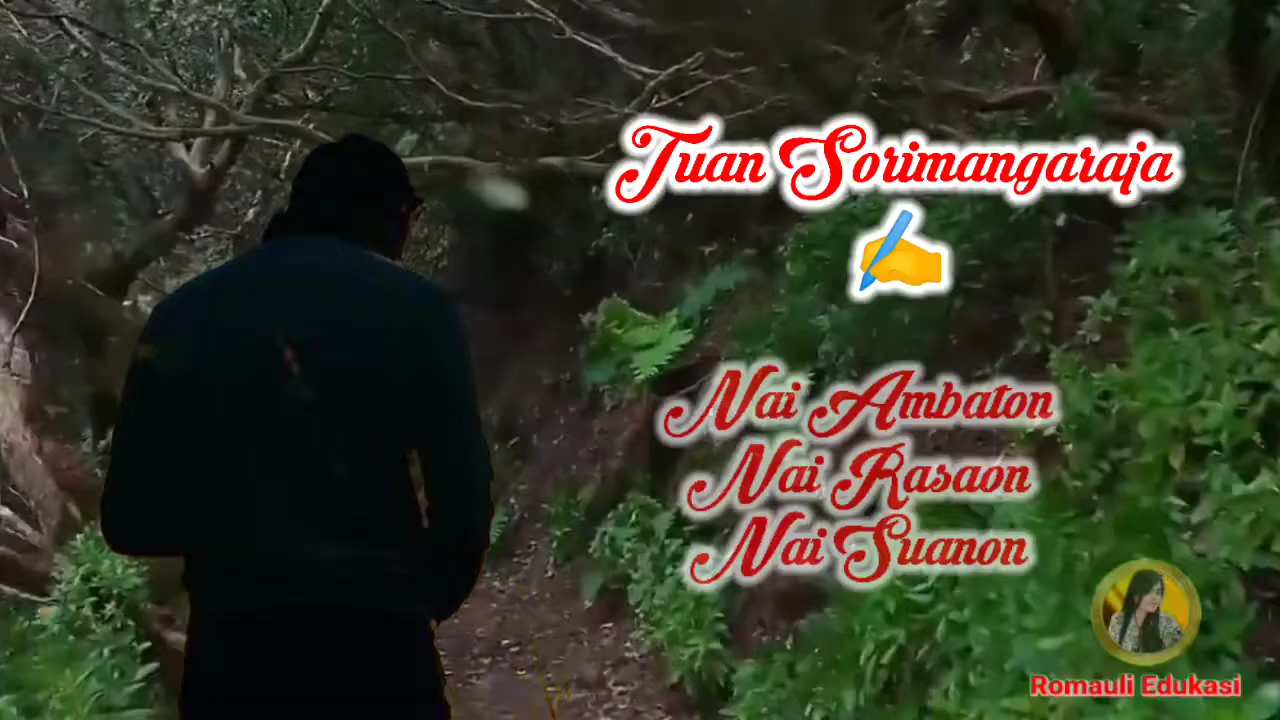 Tuan Sorimangaraja
Nai Ambaton
Nai Rasaon
Nai Suanon
Romauli Edukasi